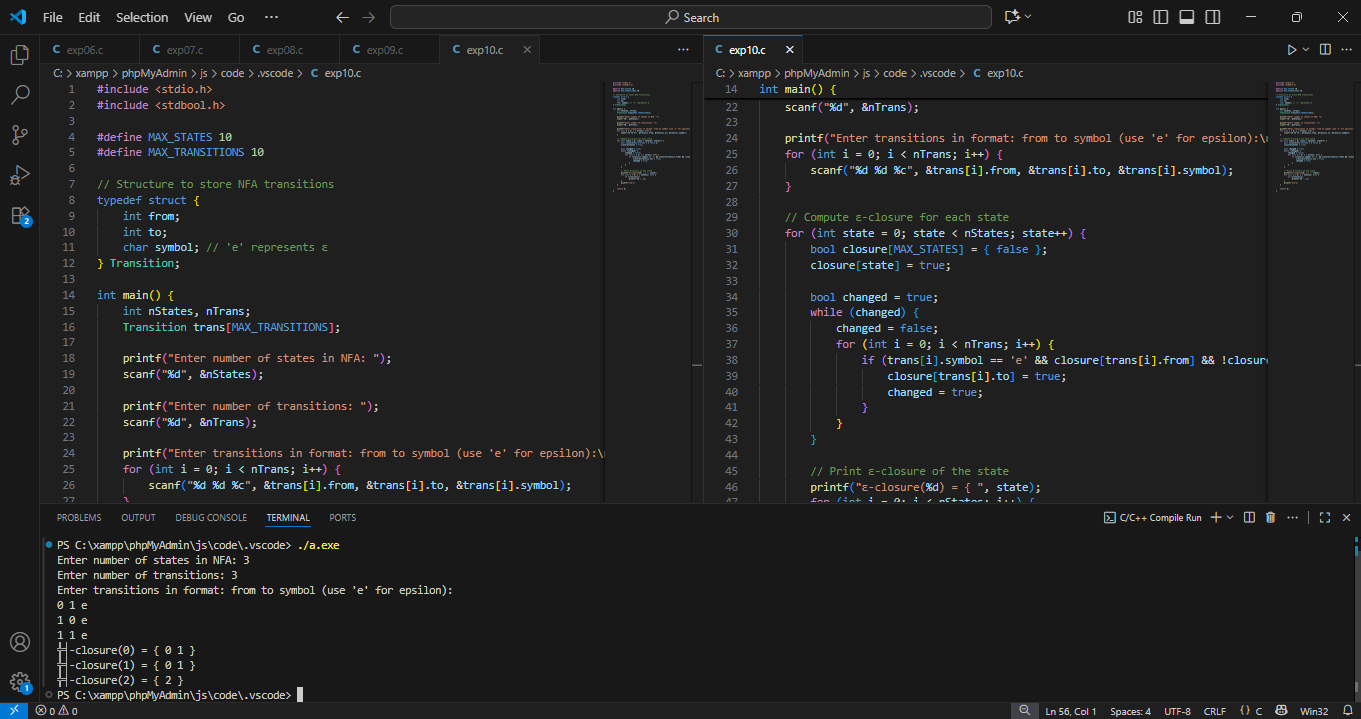 File Edit Selection View Go ··· Search
exp06.c exp07.c exp08.c exp09.c exp10.c
C: > xampp > phpMyAdmin > js > code > .vscode > C exp10.c
1 #include <stdio.h>
2 #include <stdbool.h>
3
4 #define MAX_STATES 10
5 #define MAX_TRANSITIONS 10
6
7 // Structure to store NFA transitions
8 typedef struct {
9 int from;
10 int to;
11 char symbol; // 'e' represents ε
12 } Transition;
13
14 int main() {
15 int nStates, nTrans;
16 Transition trans[MAX_TRANSITIONS];
17
18 printf("Enter number of states in NFA: ");
19 scanf("%d", &nStates);
20
21 printf("Enter number of transitions: ");
22 scanf("%d", &nTrans);
23
24 printf("Enter transitions in format: from to symbol (use 'e' for epsilon):\n
25 for (int i = 0; i < nTrans; i++) {
26 scanf("%d %d %c", &trans[i].from, &trans[i].to, &trans[i].symbol);
27 }
exp10.c
C: > xampp > phpMyAdmin > js > code > .vscode > C exp10.c
14 int main() {
22 scanf("%d", &nTrans);
23
24 printf("Enter transitions in format: from to symbol (use 'e' for epsilon):\n
25 for (int i = 0; i < nTrans; i++) {
26 scanf("%d %d %c", &trans[i].from, &trans[i].to, &trans[i].symbol);
27 }
28
29 // Compute ε-closure for each state
30 for (int state = 0; state < nStates; state++) {
31 bool closure[MAX_STATES] = { false };
32 closure[state] = true;
33
34 bool changed = true;
35 while (changed) {
36 changed = false;
37 for (int i = 0; i < nTrans; i++) {
38 if (trans[i].symbol == 'e' && closure[trans[i].from] && !closure
39 closure[trans[i].to] = true;
40 changed = true;
41 }
42 }
43 }
44
45 // Print ε-closure of the state
46 printf("ε-closure(%d) = { ", state);
47 for (int i = 0; i < nStates; i++) {
PROBLEMS OUTPUT DEBUG CONSOLE TERMINAL PORTS C/C++ Compile Run
PS C:\xampp\phpMyAdmin\js\code\.vscode> ./a.exe
Enter number of states in NFA: 3
Enter number of transitions: 3
Enter transitions in format: from to symbol (use 'e' for epsilon):
0 1 e
1 0 e
1 1 e
╬╡-closure(0) = { 0 1 }
╬╡-closure(1) = { 0 1 }
╬╡-closure(2) = { 2 }
PS C:\xampp\phpMyAdmin\js\code\.vscode>
0 0 Ln 56, Col 1 Spaces: 4 UTF-8 CRLF {} C Win32